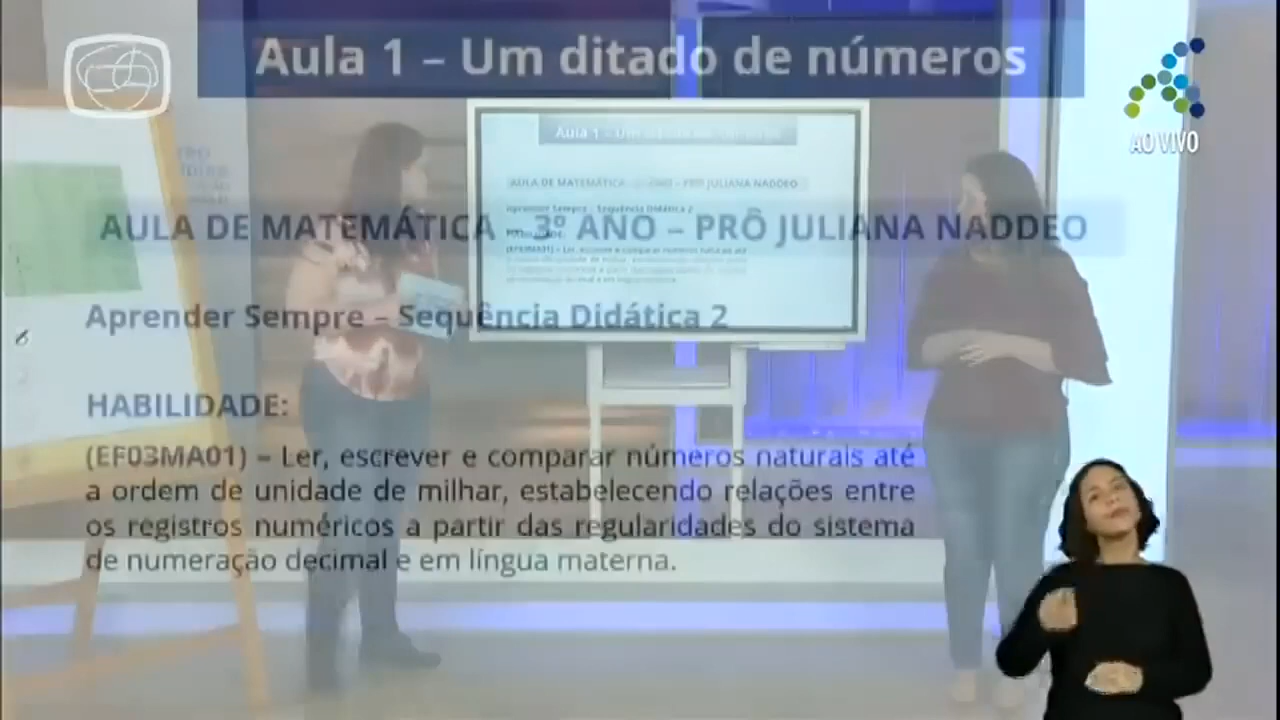 Aula 1 – Um ditado de números
AO VIVO
AULA DE MATEMÁTICA - 3º ANO – PRÔ JULIANA NADDEO
Aprender Sempre – Sequência Didática 2
HABILIDADE:
(EF03MA01) – Ler, escrever e comparar números naturais até
a ordem de unidade de milhar, estabelecendo relações entre
os registros numéricos a partir das regularidades do sistema
de numeração decimal e em língua materna.